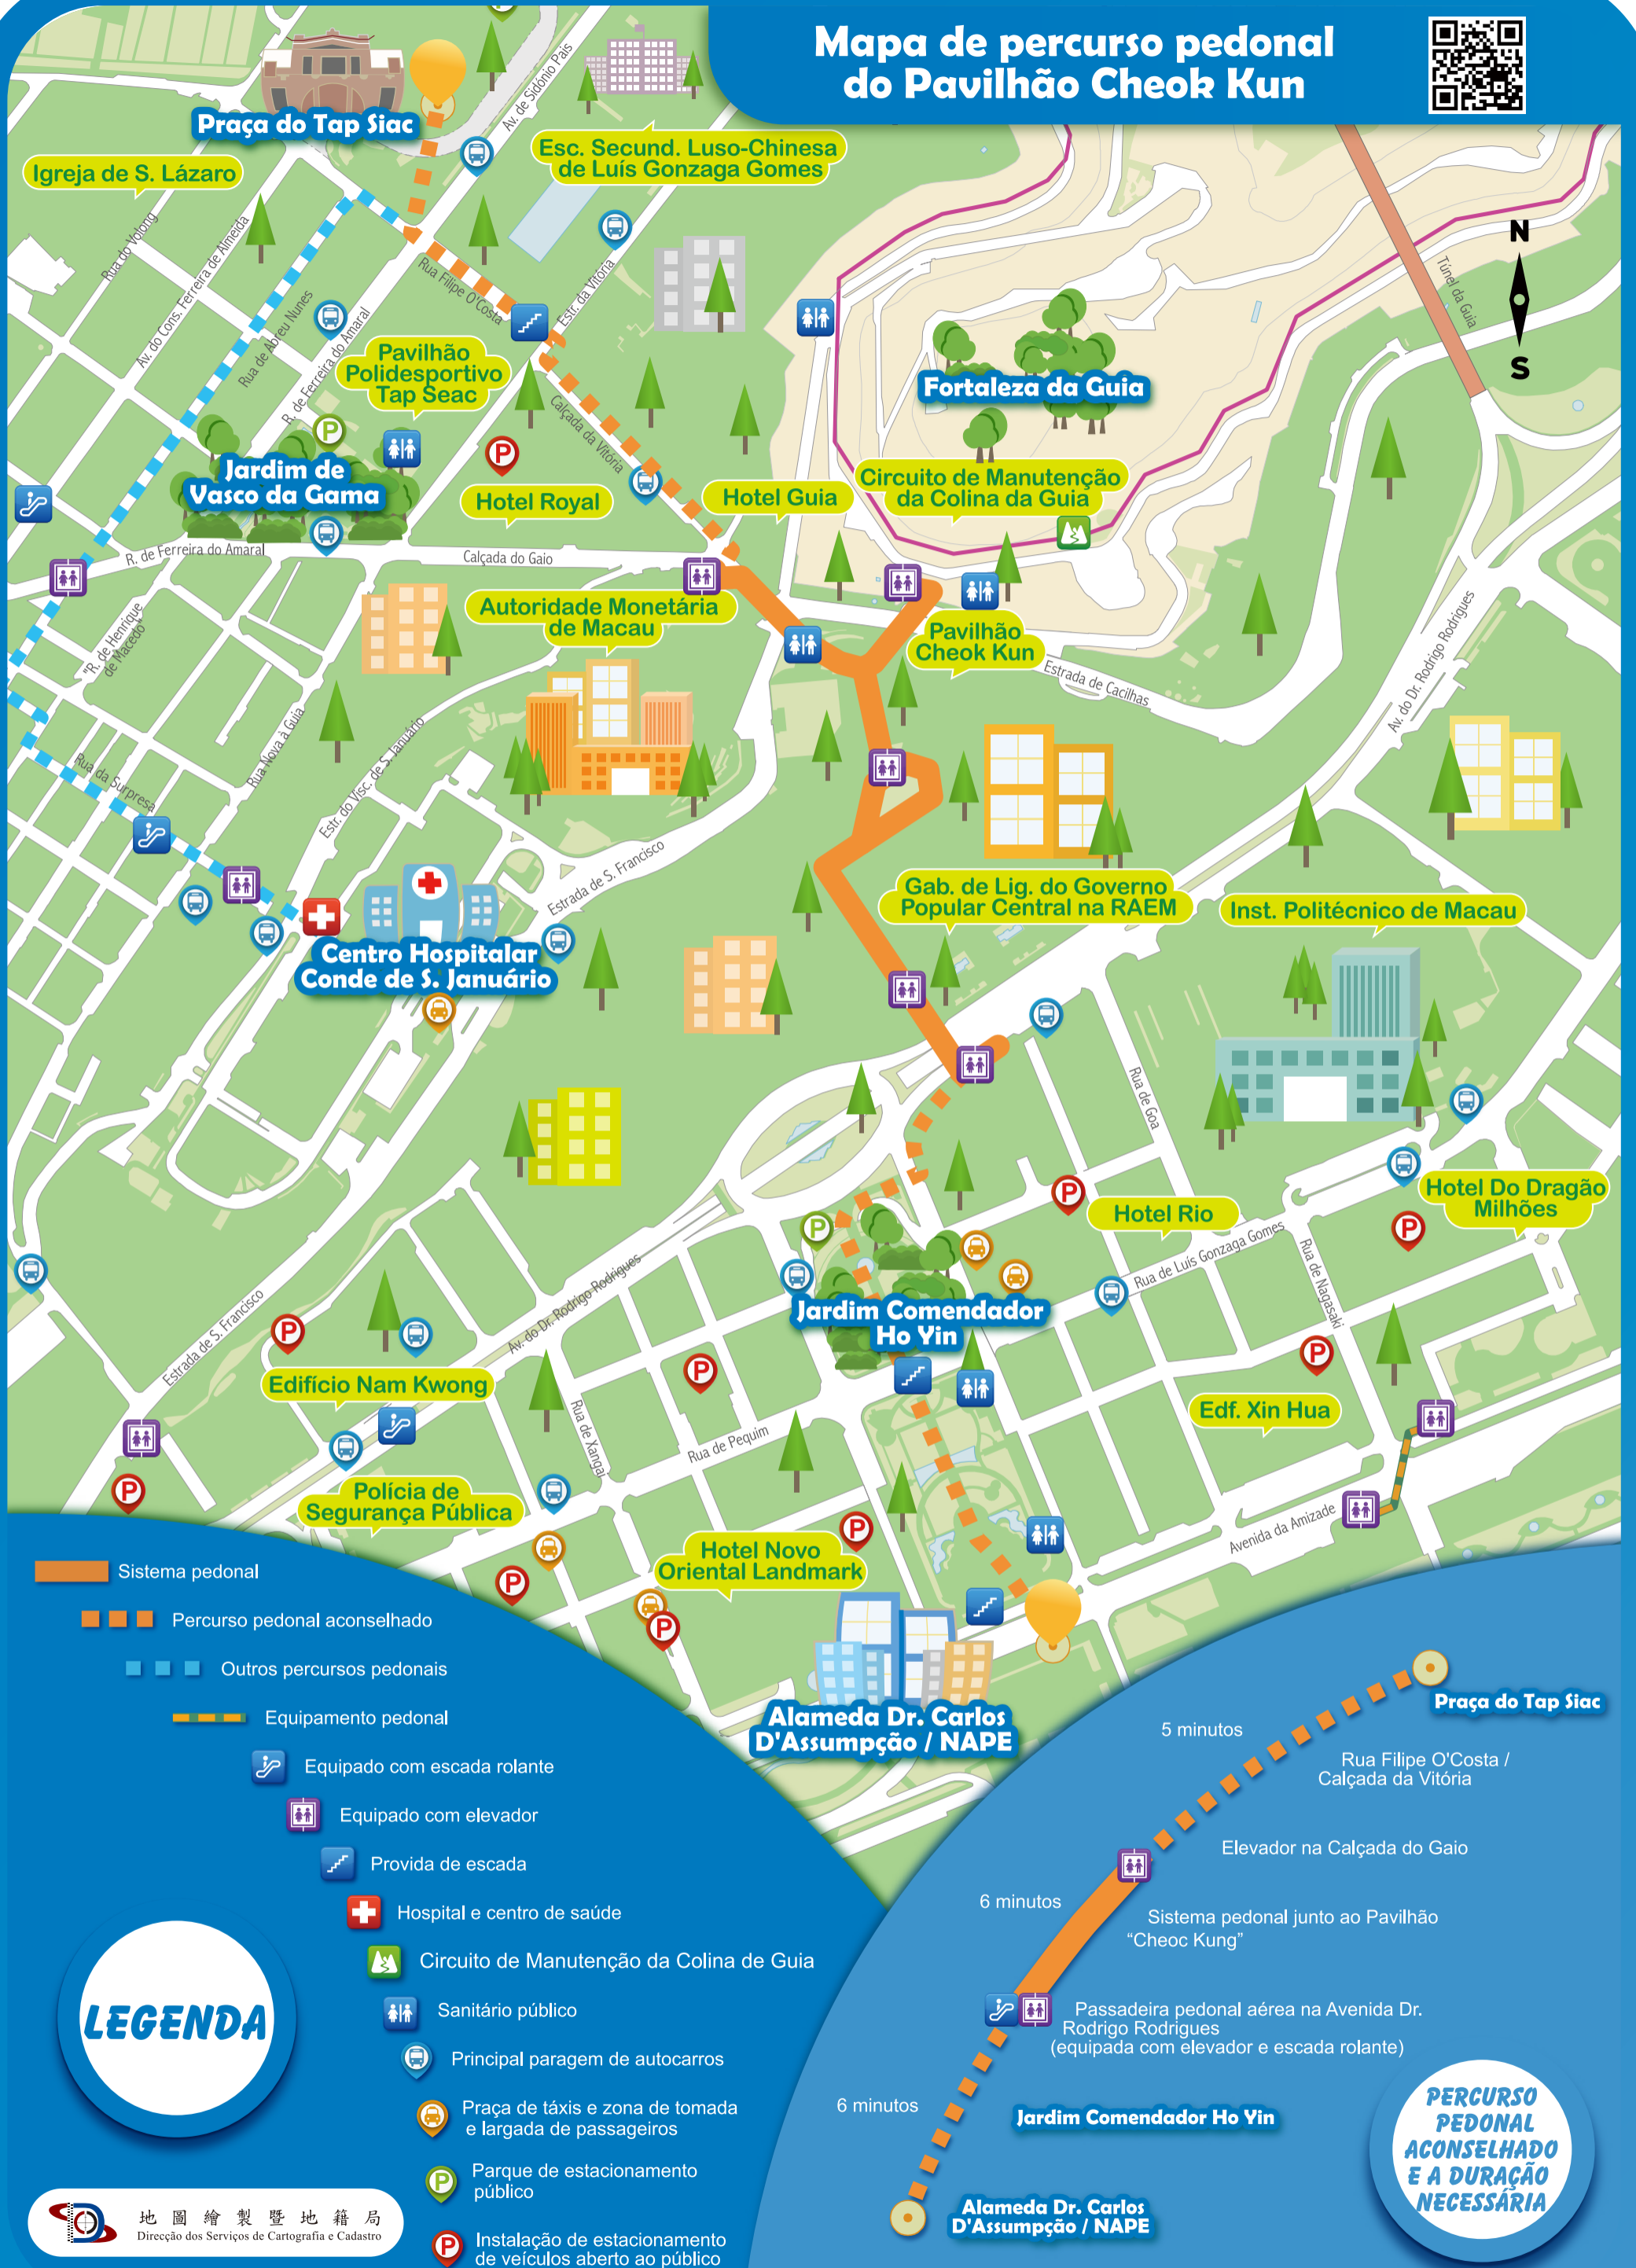 Mapa de percurso pedonal
do Pavilhão Cheok Kun
Praça do Tap Siac
Av. de Sidónio Pais
Esc. Secund. Luso-Chinesa
de Luís Gonzaga Gomes
Igreja de S. Lázaro
Rua do Volong
Av. do Cons. Ferreira de Almeida
Rua de Abreu Nunes
R. de Ferreira do Amaral
Rua Filipe O'Costa
Estr. da Vitória
Túnel da Guia
N
S
Pavilhão
Polidesportivo
Tap Seac
Calçada da Vitória
Fortaleza da Guia
P
Jardim de
Vasco da Gama
P
Hotel Royal
Hotel Guia
Circuito de Manutenção
da Colina da Guia
R. de Ferreira do Amaral
Calçada do Gaio
Autoridade Monetária
de Macau
Pavilhão
Cheok Kun
Estrada de Cacilhas
Av. do Dr. Rodrigo Rodrigues
"R. de Henrique
de Macedo"
Rua Nova à Guia
Estr. do Visc. de S. Januário
Rua da Surpresa
Estrada de S. Francisco
Gab. de Lig. do Governo
Popular Central na RAEM
Inst. Politécnico de Macau
Centro Hospitalar
Conde de S. Januário
Rua de Goa
P
Hotel Rio
Hotel Do Dragão
Milhões
P
P
Rua de Luís Gonzaga Gomes
Rua de Nagasaki
Jardim Comendador
Ho Yin
Av. do Dr. Rodrigo Rodrigues
Estrada de S. Francisco
P
Edifício Nam Kwong
P
P
Edf. Xin Hua
Rua de Xangai
Rua de Pequim
P
Polícia de
Segurança Pública
Avenida da Amizade
P
Hotel Novo
Oriental Landmark
P
P
Alameda Dr. Carlos
D'Assumpção / NAPE
Sistema pedonal
Percurso pedonal aconselhado
Outros percursos pedonais
Equipamento pedonal
Equipado com escada rolante
Equipado com elevador
Provida de escada
Hospital e centro de saúde
Circuito de Manutenção da Colina de Guia
Sanitário público
Principal paragem de autocarros
Praça de táxis e zona de tomada
e largada de passageiros
P
Parque de estacionamento
público
P
Instalação de estacionamento
de veículos aberto ao público
LEGENDA
地圖繪製暨地籍局
Direcção dos Serviços de Cartografia e Cadastro
Praça do Tap Siac
5 minutos
Rua Filipe O'Costa /
Calçada da Vitória
Elevador na Calçada do Gaio
6 minutos
Sistema pedonal junto ao Pavilhão
“Cheoc Kung”
Passadeira pedonal aérea na Avenida Dr.
Rodrigo Rodrigues
(equipada com elevador e escada rolante)
6 minutos
Jardim Comendador Ho Yin
Alameda Dr. Carlos
D'Assumpção / NAPE
PERCURSO
PEDONAL
ACONSELHADO
E A DURAÇÃO
NECESSÁRIA